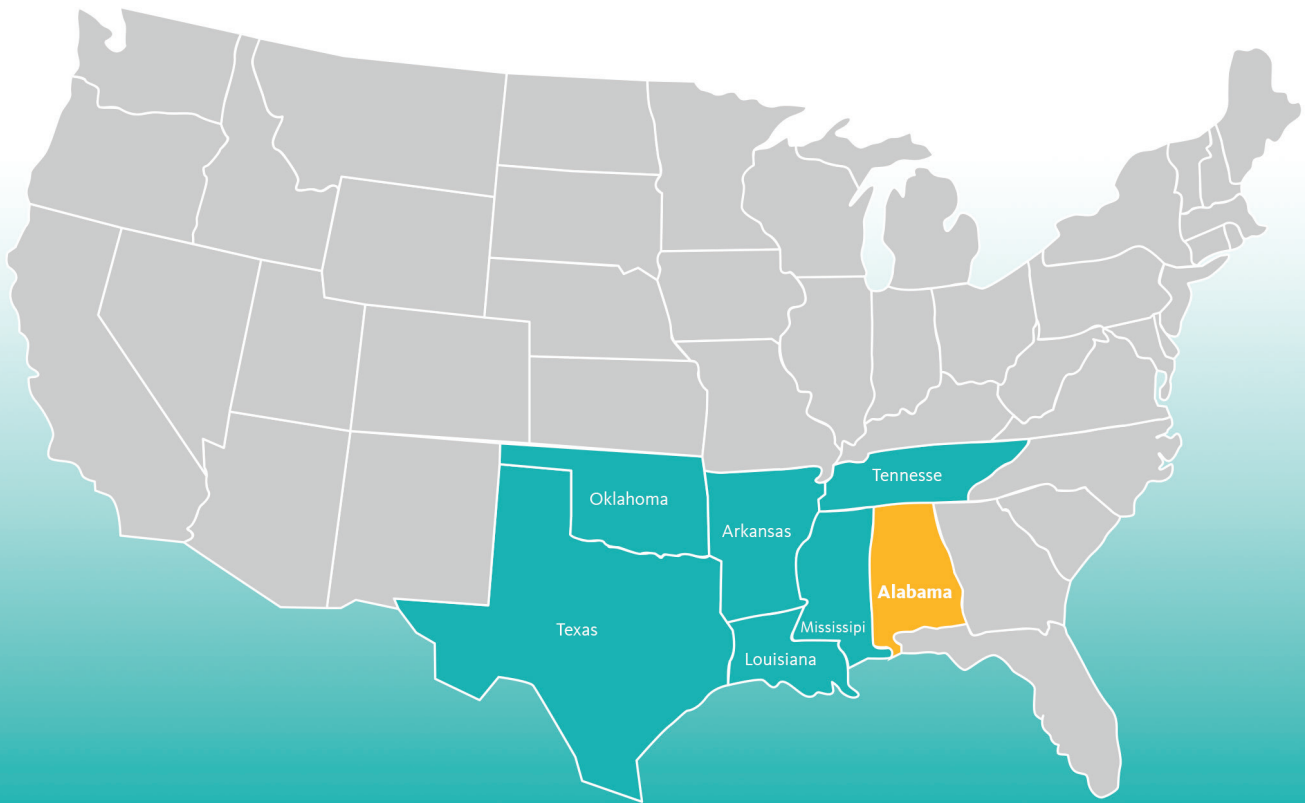 Tennesse
Oklahoma
Arkansas
Alabama
Texas
Mississipi
Louisiana